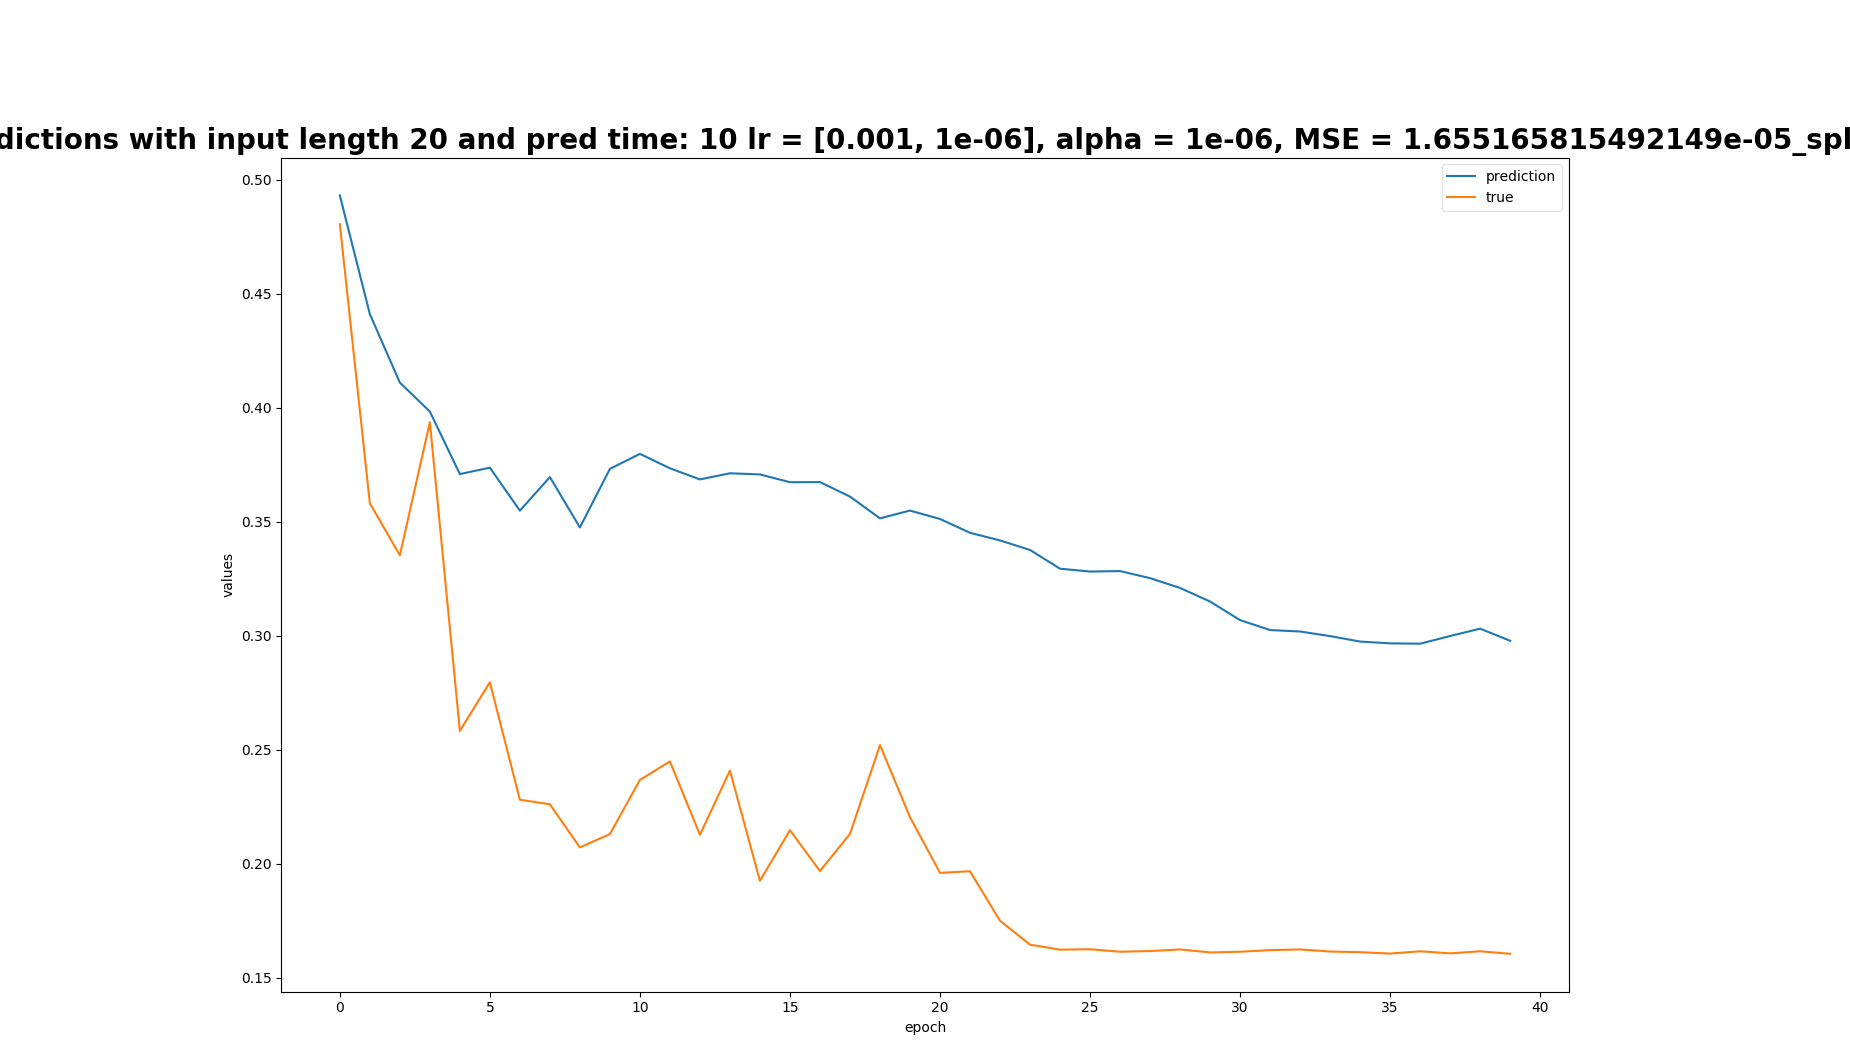 dictions with input length 20 and pred time: 10 lr = [0.001, 1e-06], alpha = 1e-06, MSE = 1.655165815492149e-05_spl
prediction
true
0.50
0.45
0.40
0.35
0.30
0.25
0.20
0.15
values
0 5 10 15 20 25 30 35 40
epoch